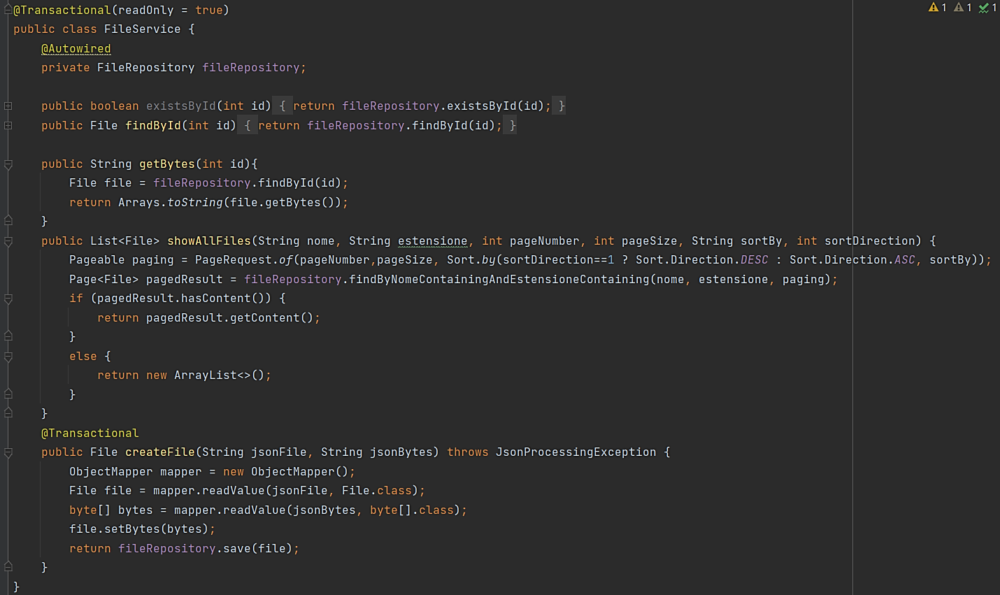 @Transactional(readOnly = true)
1 1 1
public class FileService {
    @Autowired
    private FileRepository fileRepository;

    public boolean existsById(int id) { return fileRepository.existsById(id); }
    public File findById(int id) { return fileRepository.findById(id); }

    public String getBytes(int id){
        File file = fileRepository.findById(id);
        return Arrays.toString(file.getBytes());
    }
    public List<File> showAllFiles(String nome, String estensione, int pageNumber, int pageSize, String sortBy, int sortDirection) {
        Pageable paging = PageRequest.of(pageNumber,pageSize, Sort.by(sortDirection==1 ? Sort.Direction.DESC : Sort.Direction.ASC, sortBy));
        Page<File> pagedResult = fileRepository.findByNomeContainingAndEstensioneContaining(nome, estensione, paging);
        if (pagedResult.hasContent()) {
            return pagedResult.getContent();
        }
        else {
            return new ArrayList<>();
        }
    }
    @Transactional
    public File createFile(String jsonFile, String jsonBytes) throws JsonProcessingException {
        ObjectMapper mapper = new ObjectMapper();
        File file = mapper.readValue(jsonFile, File.class);
        byte[] bytes = mapper.readValue(jsonBytes, byte[].class);
        file.setBytes(bytes);
        return fileRepository.save(file);
    }
}